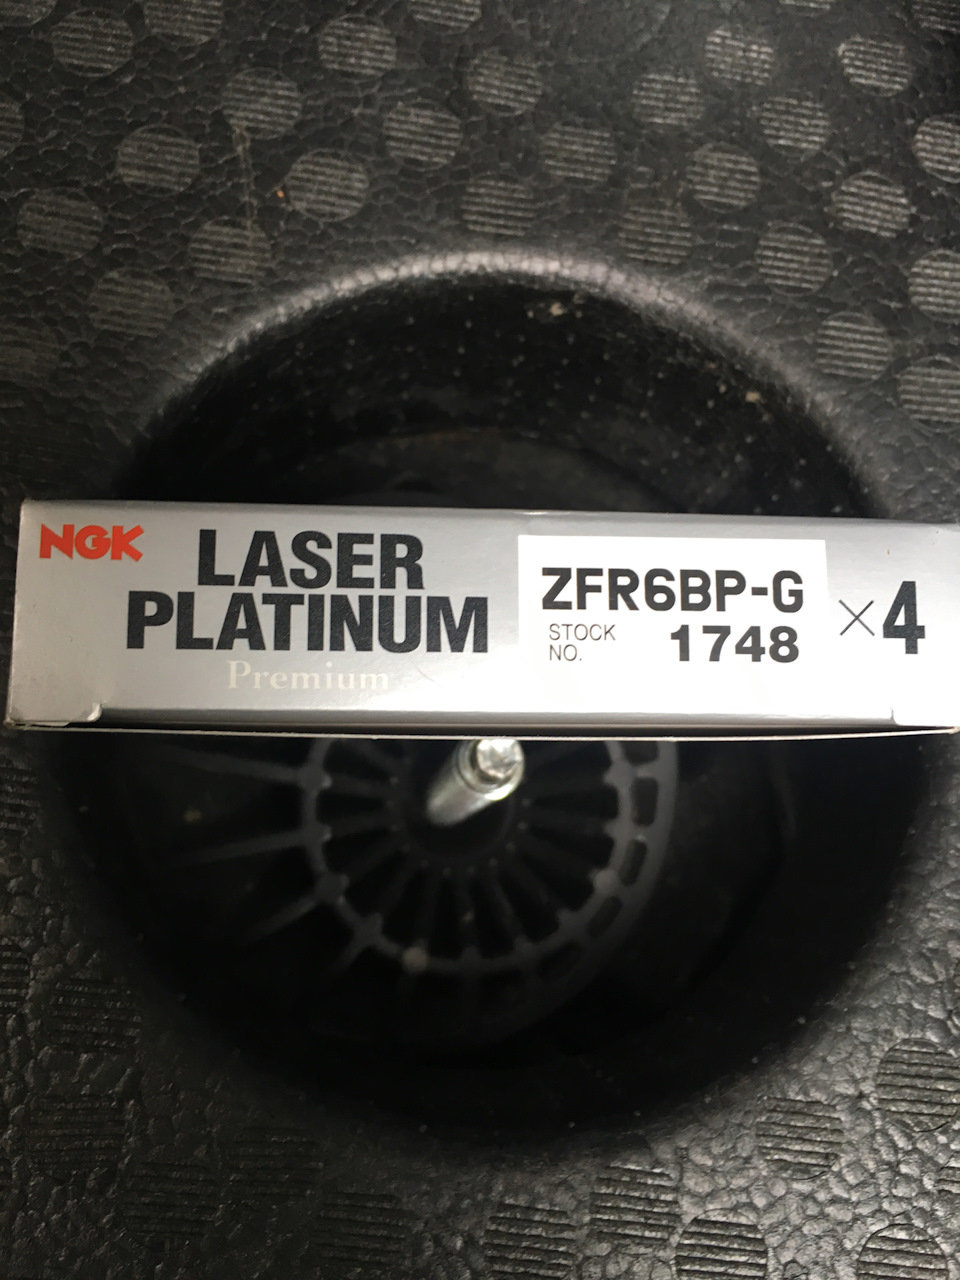 NGK
LASER
PLATINUM
Premium
ZFR6BP-G
STOCK
NO. 1748
×4